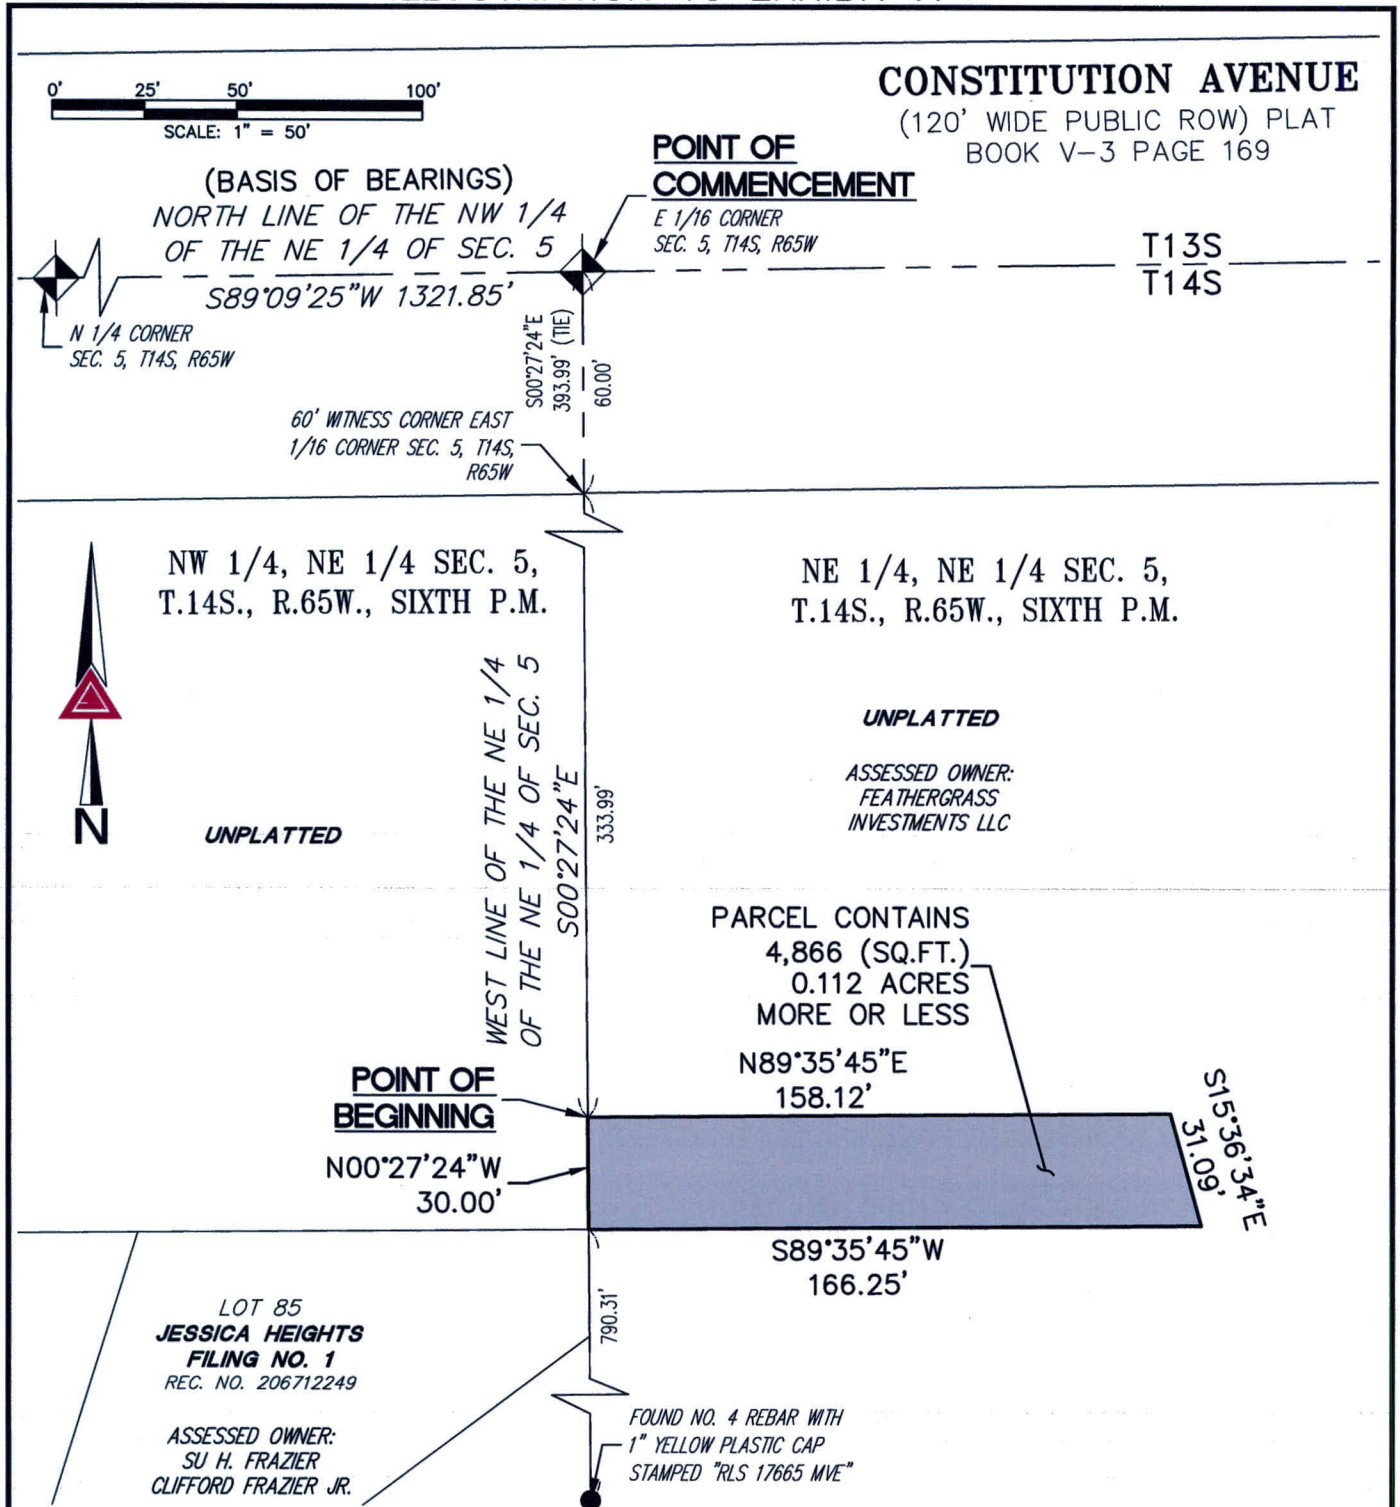 0' 25' 50' 100'
SCALE: 1" = 50'
CONSTITUTION AVENUE
(120' WIDE PUBLIC ROW) PLAT
BOOK V-3 PAGE 169
POINT OF
COMMENCEMENT
E 1/16 CORNER
SEC. 5, T14S, R65W
(BASIS OF BEARINGS)
NORTH LINE OF THE NW 1/4
OF THE NE 1/4 OF SEC. 5
S89°09'25"W 1321.85'
T13S
T14S
N 1/4 CORNER
SEC. 5, T14S, R65W
S00°27'24"E
393.99' (TIE)
60.00'
60' WITNESS CORNER EAST
1/16 CORNER SEC. 5, T14S,
R65W
NW 1/4, NE 1/4 SEC. 5,
T.14S., R.65W., SIXTH P.M.
NE 1/4, NE 1/4 SEC. 5,
T.14S., R.65W., SIXTH P.M.
N
UNPLATTED
WEST LINE OF THE NE 1/4
OF THE NE 1/4 OF SEC. 5
S00°27'24"E
333.99'
UNPLATTED
ASSESSED OWNER:
FEATHERGRASS
INVESTMENTS LLC
PARCEL CONTAINS
4,866 (SQ.FT.)
0.112 ACRES
MORE OR LESS
N89°35'45"E
158.12'
S15°36'34"E
31.09'
POINT OF
BEGINNING
N00°27'24"W
30.00'
S89°35'45"W
166.25'
790.31'
LOT 85
JESSICA HEIGHTS
FILING NO. 1
REC. NO. 206712249
ASSESSED OWNER:
SU H. FRAZIER
CLIFFORD FRAZIER JR.
FOUND NO. 4 REBAR WITH
1" YELLOW PLASTIC CAP
STAMPED "RLS 17665 MVE"